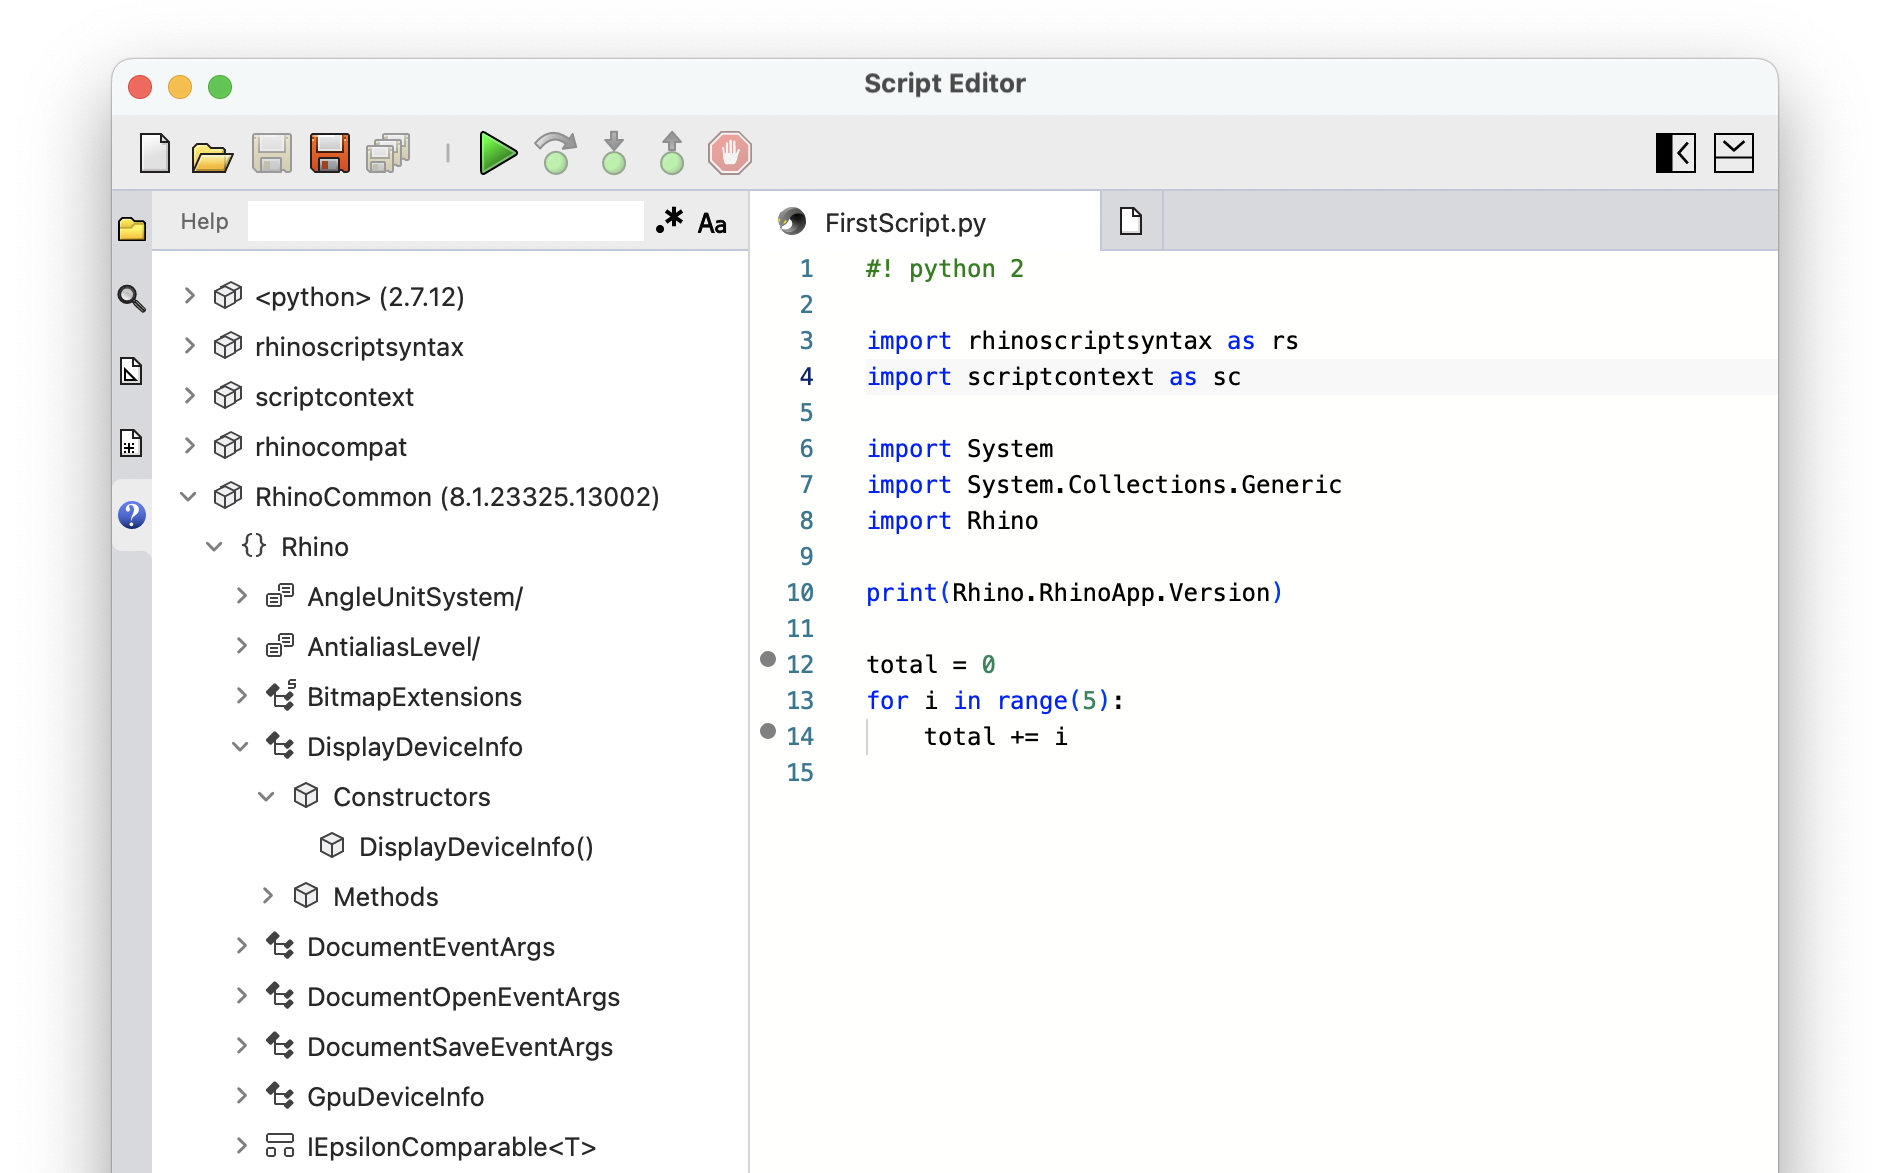 Script Editor
Help .* Aa
<python> (2.7.12)
rhinoscriptsyntax
scriptcontext
rhinocompat
RhinoCommon (8.1.23325.13002)
{} Rhino
AngleUnitSystem/
AntialiasLevel/
BitmapExtensions
DisplayDeviceInfo
Constructors
DisplayDeviceInfo()
Methods
DocumentEventArgs
DocumentOpenEventArgs
DocumentSaveEventArgs
GpuDeviceInfo
IEpsilonComparable<T>
FirstScript.py
1 #! python 2
2
3 import rhinoscriptsyntax as rs
4 import scriptcontext as sc
5
6 import System
7 import System.Collections.Generic
8 import Rhino
9
10 print(Rhino.RhinoApp.Version)
11
12 total = 0
13 for i in range(5):
14     total += i
15